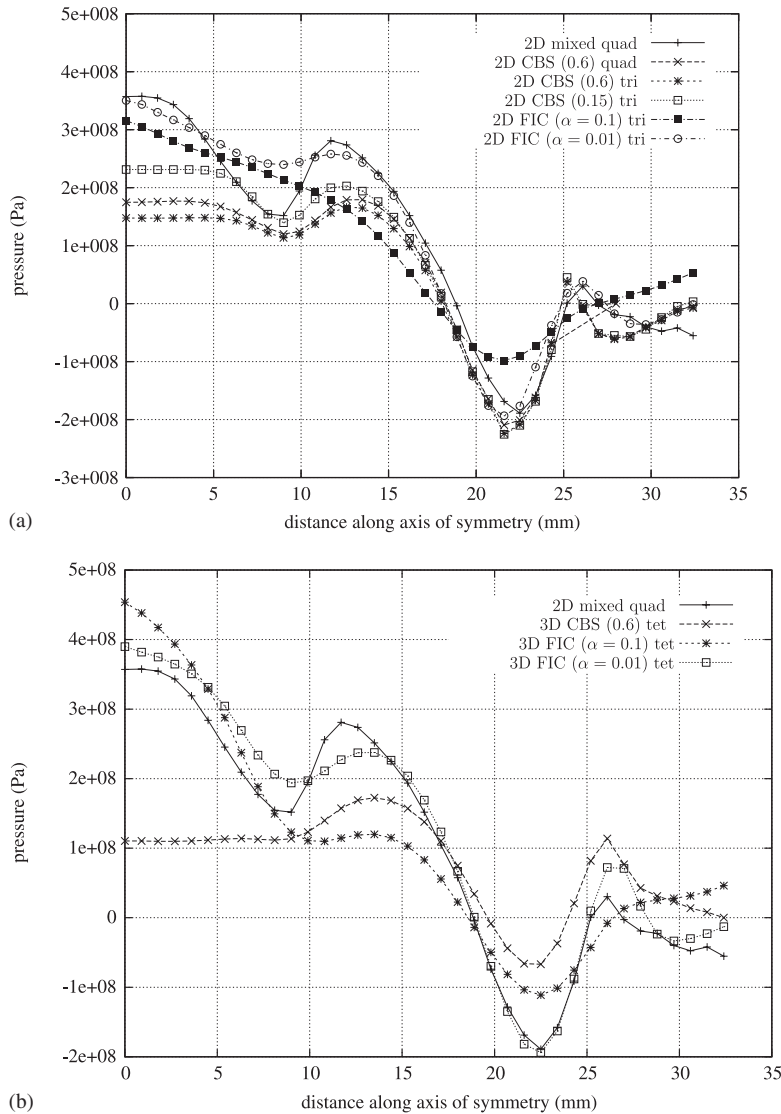 5e+008
4e+008
3e+008
2e+008
1e+008
0
-1e+008
-2e+008
-3e+008
pressure (Pa)
2D mixed quad
2D CBS (0.6) quad
2D CBS (0.6) tri
2D CBS (0.15) tri
2D FIC (α = 0.1) tri
2D FIC (α = 0.01) tri
0 5 10 15 20 25 30 35
distance along axis of symmetry (mm)
(a)
5e+08
4e+08
3e+08
2e+08
1e+08
0
-1e+08
-2e+08
pressure (Pa)
2D mixed quad
3D CBS (0.6) tet
3D FIC (α = 0.1) tet
3D FIC (α = 0.01) tet
0 5 10 15 20 25 30 35
distance along axis of symmetry (mm)
(b)